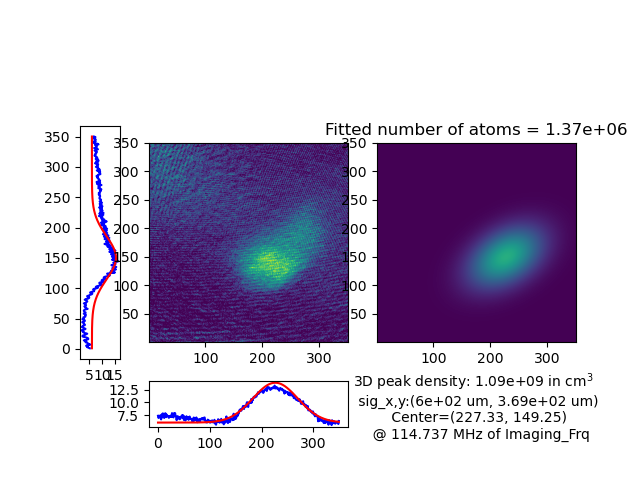 Fitted number of atoms = 1.37e+06
350
300
250
200
150
100
50
0
5 10 15
350
300
250
200
150
100
50
100 200 300
350
300
250
200
150
100
50
100 200 300
12.5
10.0
7.5
0 100 200 300
3D peak density: 1.09e+09 in cm³
sig_x,y:(6e+02 um, 3.69e+02 um)
Center=(227.33, 149.25)
@ 114.737 MHz of Imaging_Frq